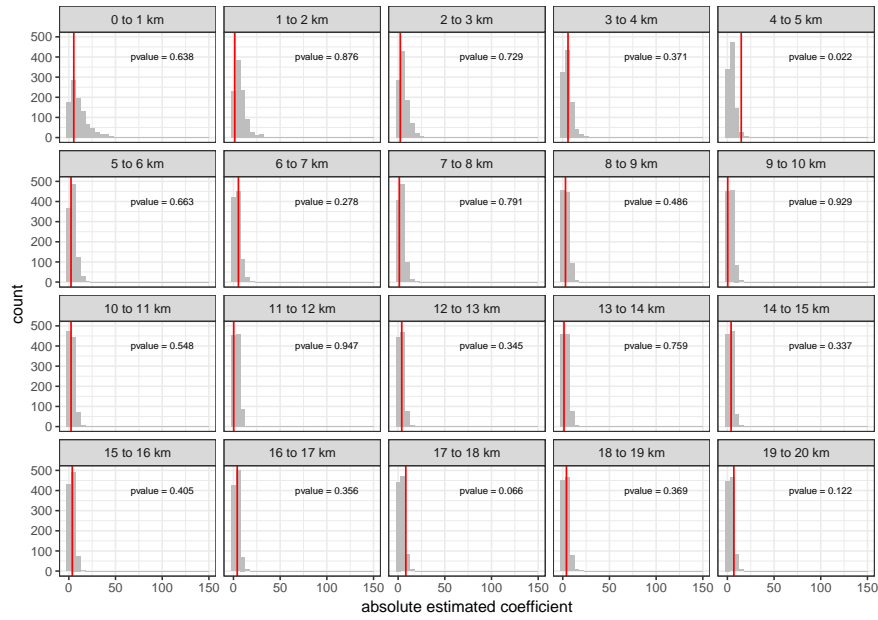 0 to 1 km
1 to 2 km
2 to 3 km
3 to 4 km
4 to 5 km
500
400
300
200
100
0
pvalue = 0.638
pvalue = 0.876
pvalue = 0.729
pvalue = 0.371
pvalue = 0.022
5 to 6 km
6 to 7 km
7 to 8 km
8 to 9 km
9 to 10 km
500
400
300
200
100
0
pvalue = 0.663
pvalue = 0.278
pvalue = 0.791
pvalue = 0.486
pvalue = 0.929
count
10 to 11 km
11 to 12 km
12 to 13 km
13 to 14 km
14 to 15 km
500
400
300
200
100
0
pvalue = 0.548
pvalue = 0.947
pvalue = 0.345
pvalue = 0.759
pvalue = 0.337
15 to 16 km
16 to 17 km
17 to 18 km
18 to 19 km
19 to 20 km
500
400
300
200
100
0
pvalue = 0.405
pvalue = 0.356
pvalue = 0.066
pvalue = 0.369
pvalue = 0.122
0 50 100 150
0 50 100 150
0 50 100 150
0 50 100 150
0 50 100 150
absolute estimated coefficient